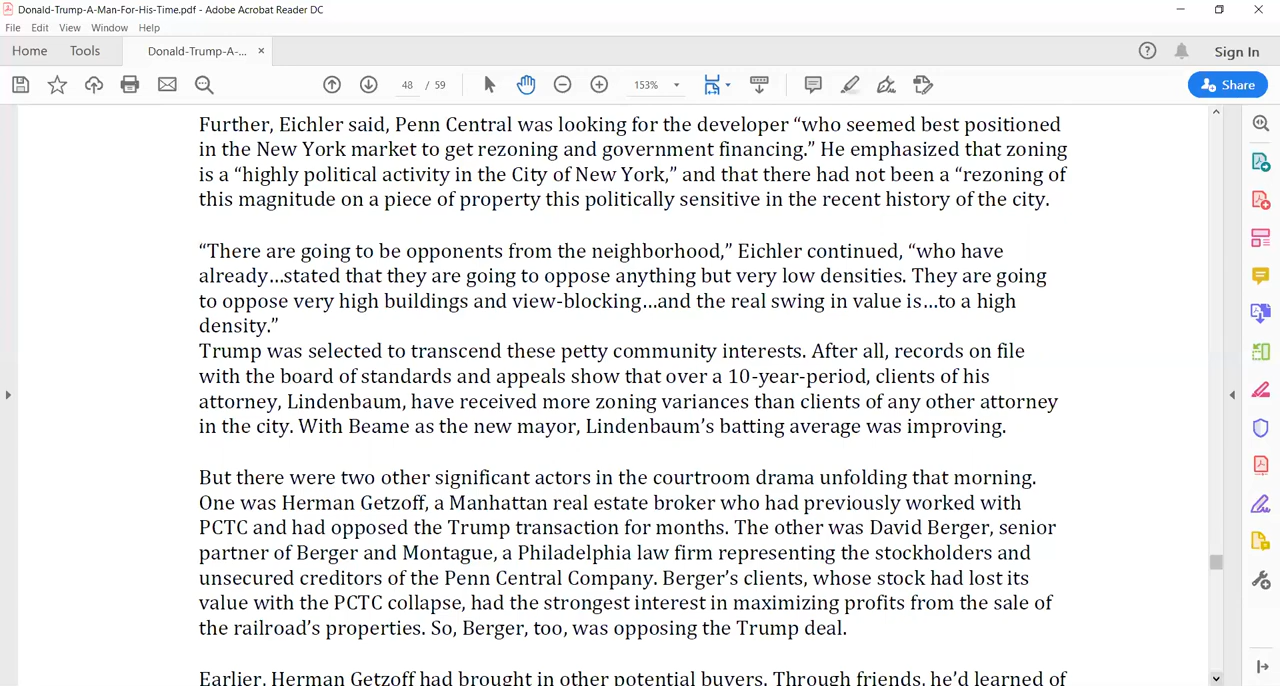 Donald-Trump-A-Man-For-His-Time.pdf - Adobe Acrobat Reader DC
File Edit View Window Help
Home Tools Donald-Trump-A-... × Sign In
48 / 59 153% Share
Further, Eichler said, Penn Central was looking for the developer “who seemed best positioned
in the New York market to get rezoning and government financing.” He emphasized that zoning
is a “highly political activity in the City of New York,” and that there had not been a “rezoning of
this magnitude on a piece of property this politically sensitive in the recent history of the city.
“There are going to be opponents from the neighborhood,” Eichler continued, “who have
already…stated that they are going to oppose anything but very low densities. They are going
to oppose very high buildings and view-blocking…and the real swing in value is…to a high
density.”
Trump was selected to transcend these petty community interests. After all, records on file
with the board of standards and appeals show that over a 10-year-period, clients of his
attorney, Lindenbaum, have received more zoning variances than clients of any other attorney
in the city. With Beame as the new mayor, Lindenbaum’s batting average was improving.
But there were two other significant actors in the courtroom drama unfolding that morning.
One was Herman Getzoff, a Manhattan real estate broker who had previously worked with
PCTC and had opposed the Trump transaction for months. The other was David Berger, senior
partner of Berger and Montague, a Philadelphia law firm representing the stockholders and
unsecured creditors of the Penn Central Company. Berger’s clients, whose stock had lost its
value with the PCTC collapse, had the strongest interest in maximizing profits from the sale of
the railroad’s properties. So, Berger, too, was opposing the Trump deal.
Earlier, Herman Getzoff had brought in other potential buyers. Through friends, he’d learned of